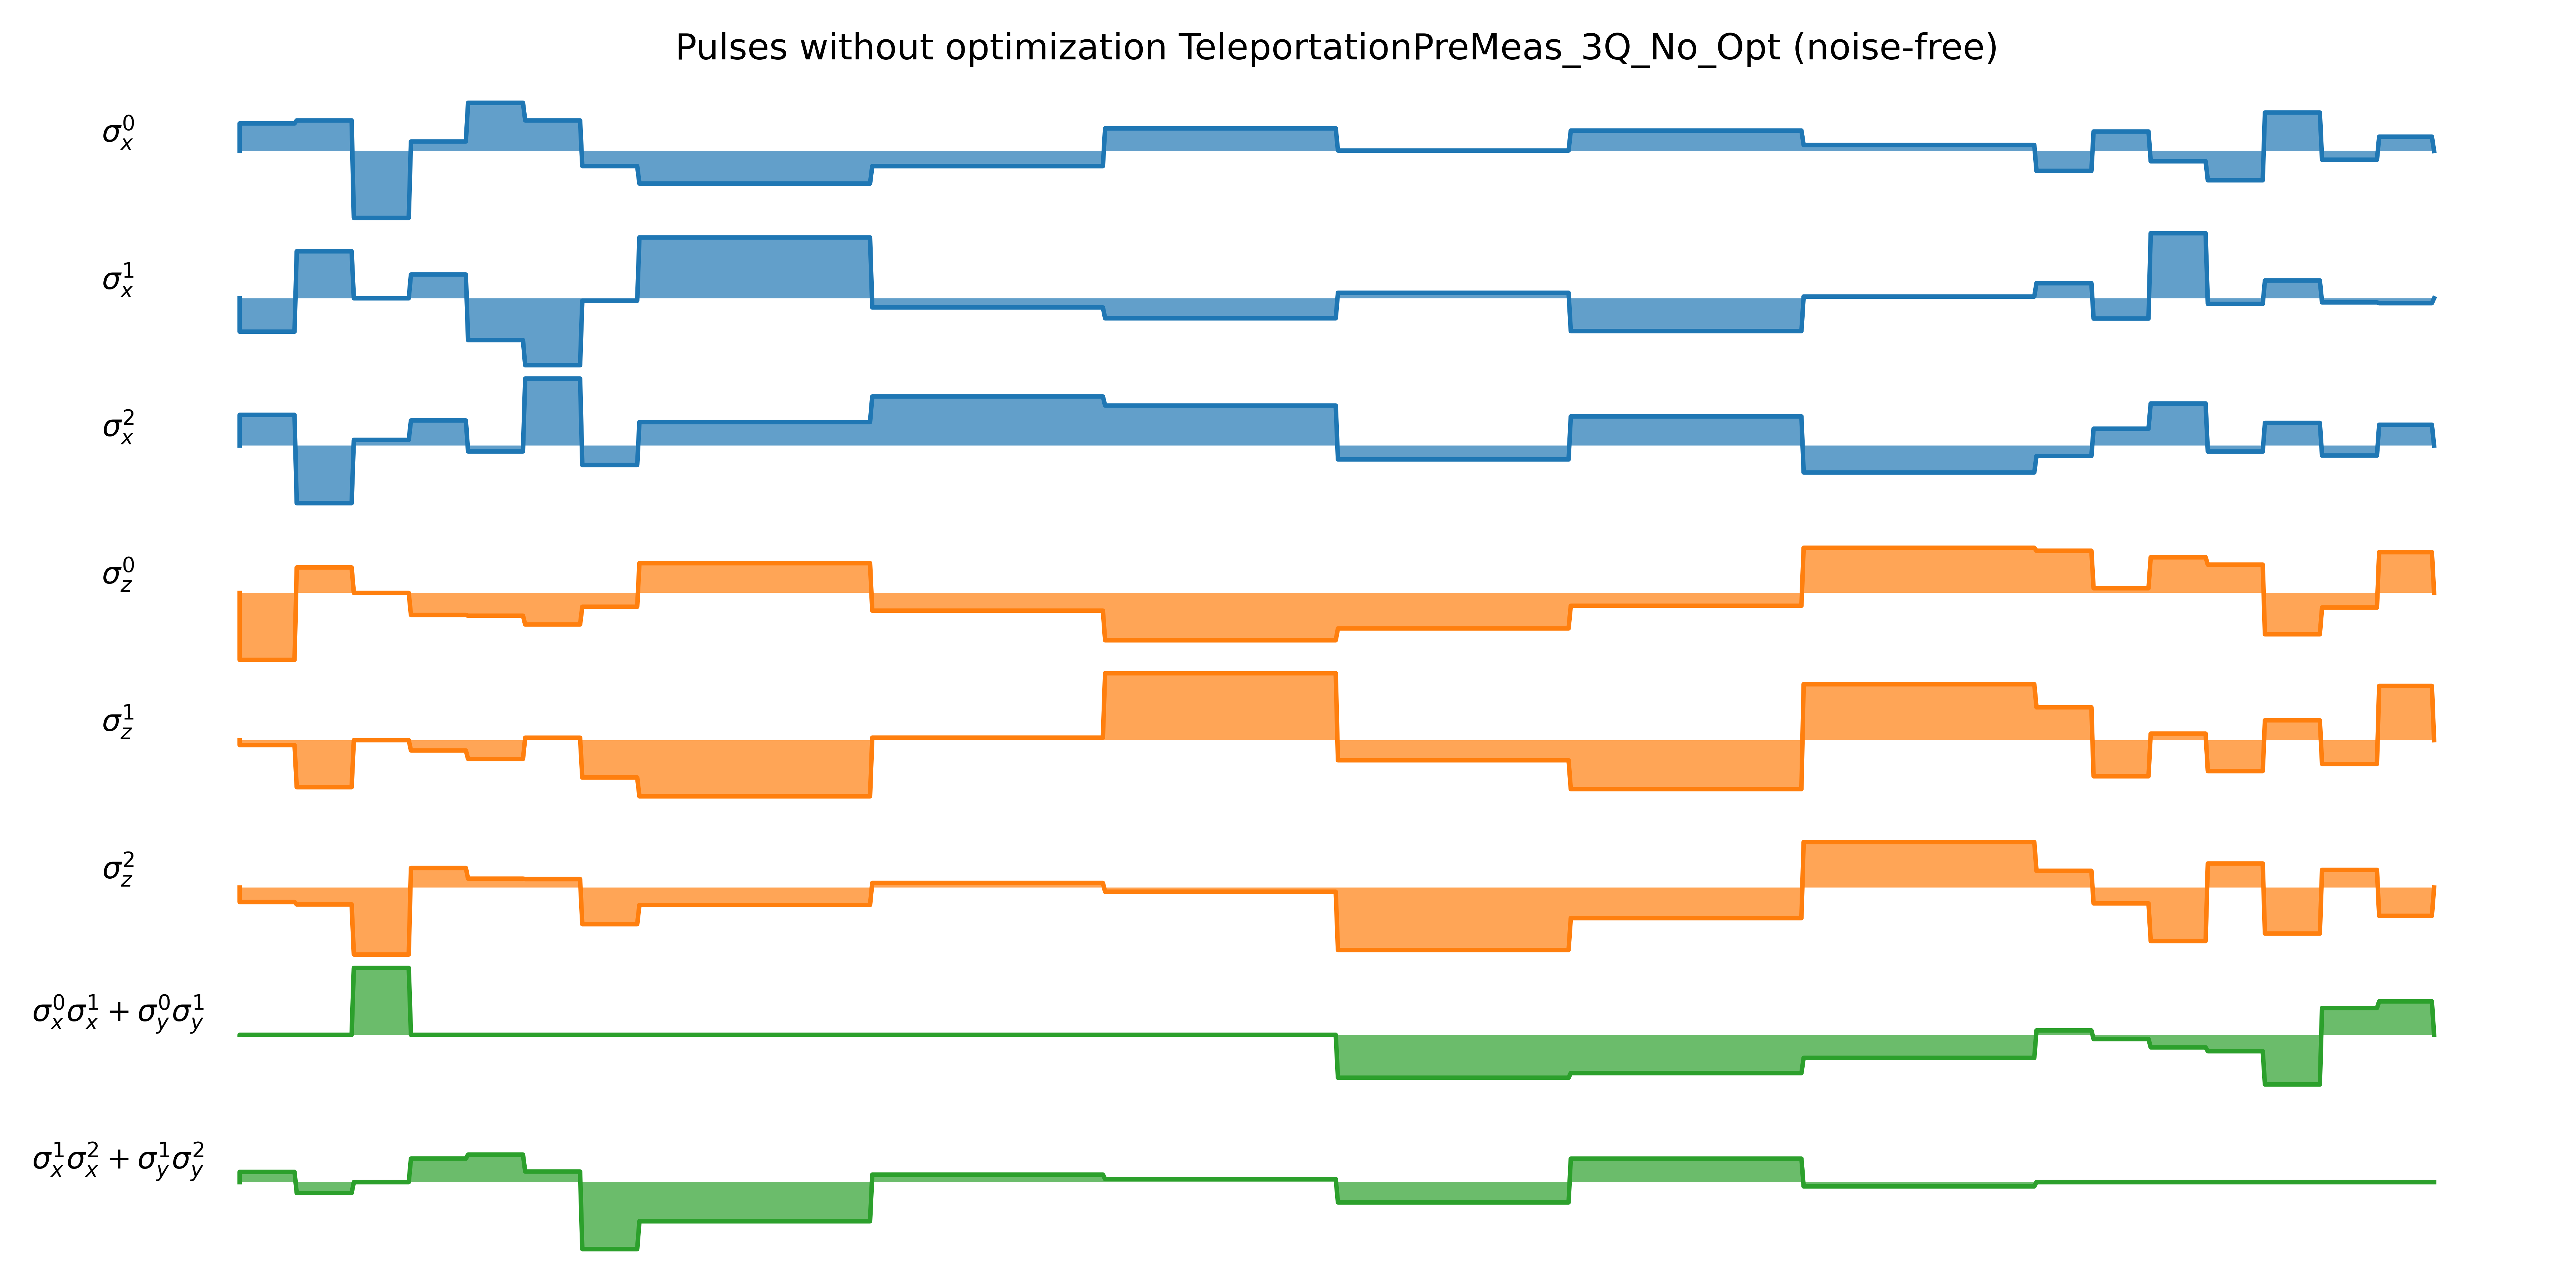 Pulses without optimization TeleportationPreMeas_3Q_No_Opt (noise-free)
σ_x^0
σ_x^1
σ_x^2
σ_z^0
σ_z^1
σ_z^2
σ_x^0σ_x^1 + σ_y^0σ_y^1
σ_x^1σ_x^2 + σ_y^1σ_y^2